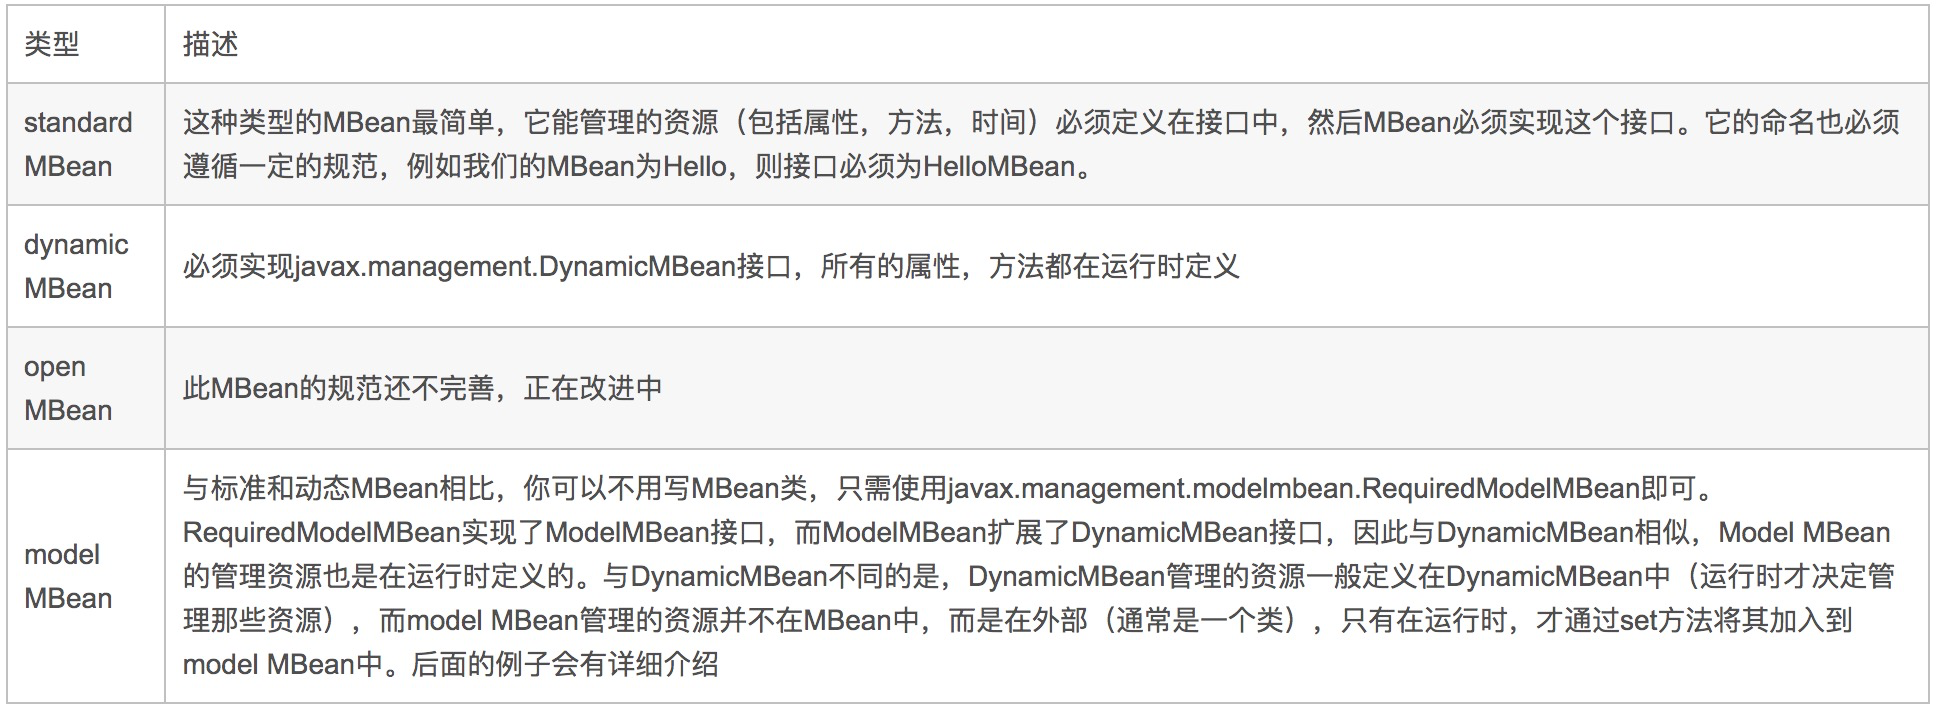 类型
描述
standard
MBean
这种类型的MBean最简单，它能管理的资源（包括属性，方法，时间）必须定义在接口中，然后MBean必须实现这个接口。它的命名也必须
遵循一定的规范，例如我们的MBean为Hello，则接口必须为HelloMBean。
dynamic
MBean
必须实现javax.management.DynamicMBean接口，所有的属性，方法都在运行时定义
open
MBean
此MBean的规范还不完善，正在改进中
model
MBean
与标准和动态MBean相比，你可以不用写MBean类，只需使用javax.management.modelmbean.RequiredModelMBean即可。
RequiredModelMBean实现了ModelMBean接口，而ModelMBean扩展了DynamicMBean接口，因此与DynamicMBean相似，Model MBean
的管理资源也是在运行时定义的。与DynamicMBean不同的是，DynamicMBean管理的资源一般定义在DynamicMBean中（运行时才决定管
理那些资源），而model MBean管理的资源并不在MBean中，而是在外部（通常是一个类），只有在运行时，才通过set方法将其加入到
model MBean中。后面的例子会有详细介绍